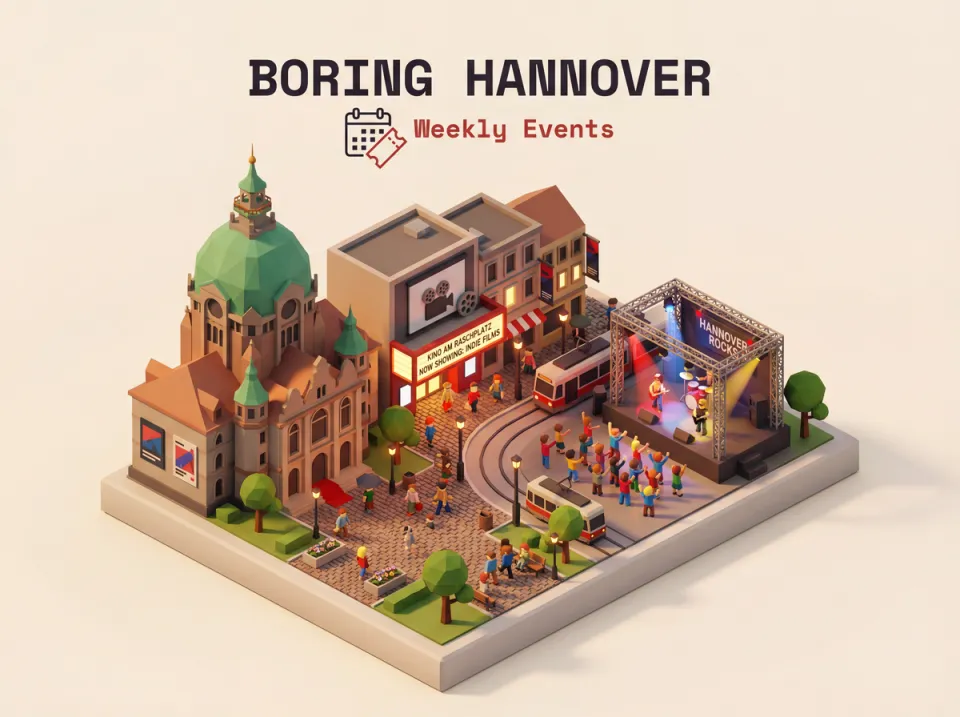 BORING HANNOVER
Weekly Events
KINO AM RASCHPLATZ
NOW SHOWING: INDIE FILMS
HANNOVER
ROCKS